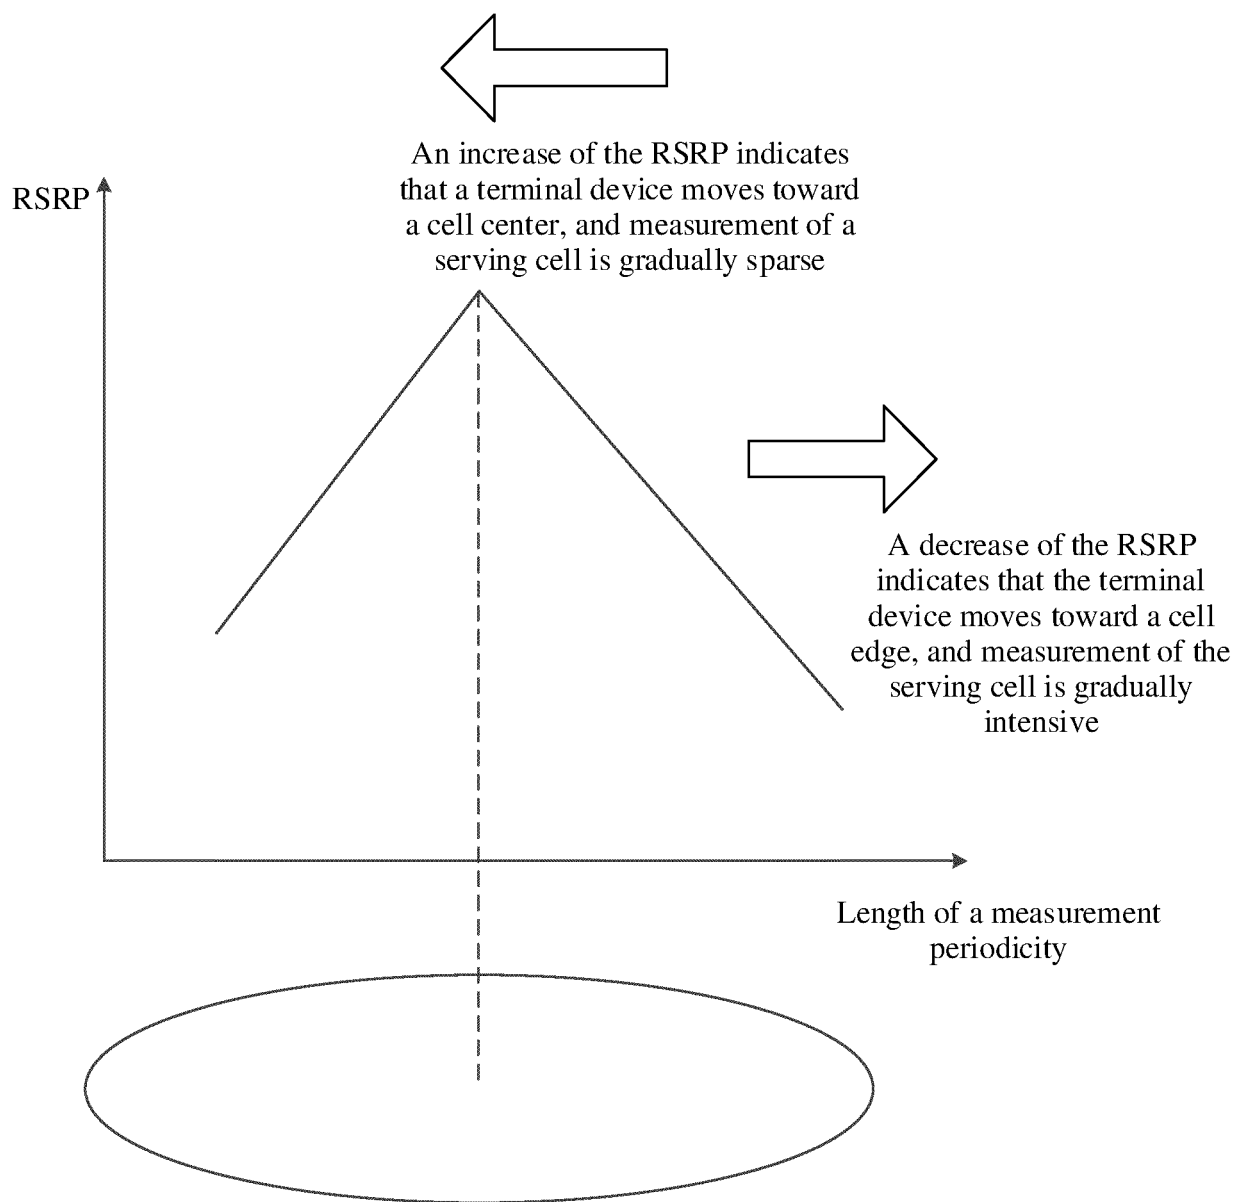 An increase of the RSRP indicates
that a terminal device moves toward
a cell center, and measurement of a
serving cell is gradually sparse
RSRP
A decrease of the RSRP
indicates that the terminal
device moves toward a cell
edge, and measurement of the
serving cell is gradually
intensive
Length of a measurement
periodicity